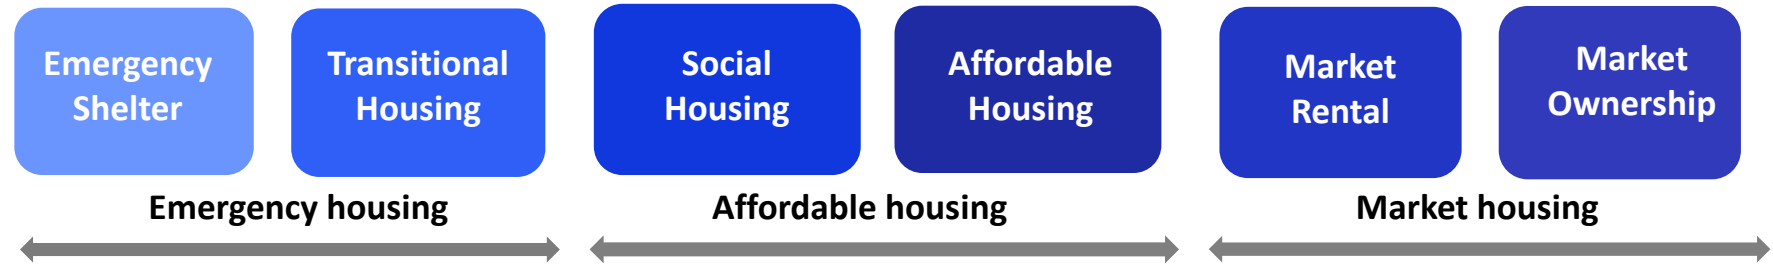 Emergency
Shelter
Transitional
Housing
Social
Housing
Affordable
Housing
Market
Rental
Market
Ownership
Emergency housing
Affordable housing
Market housing